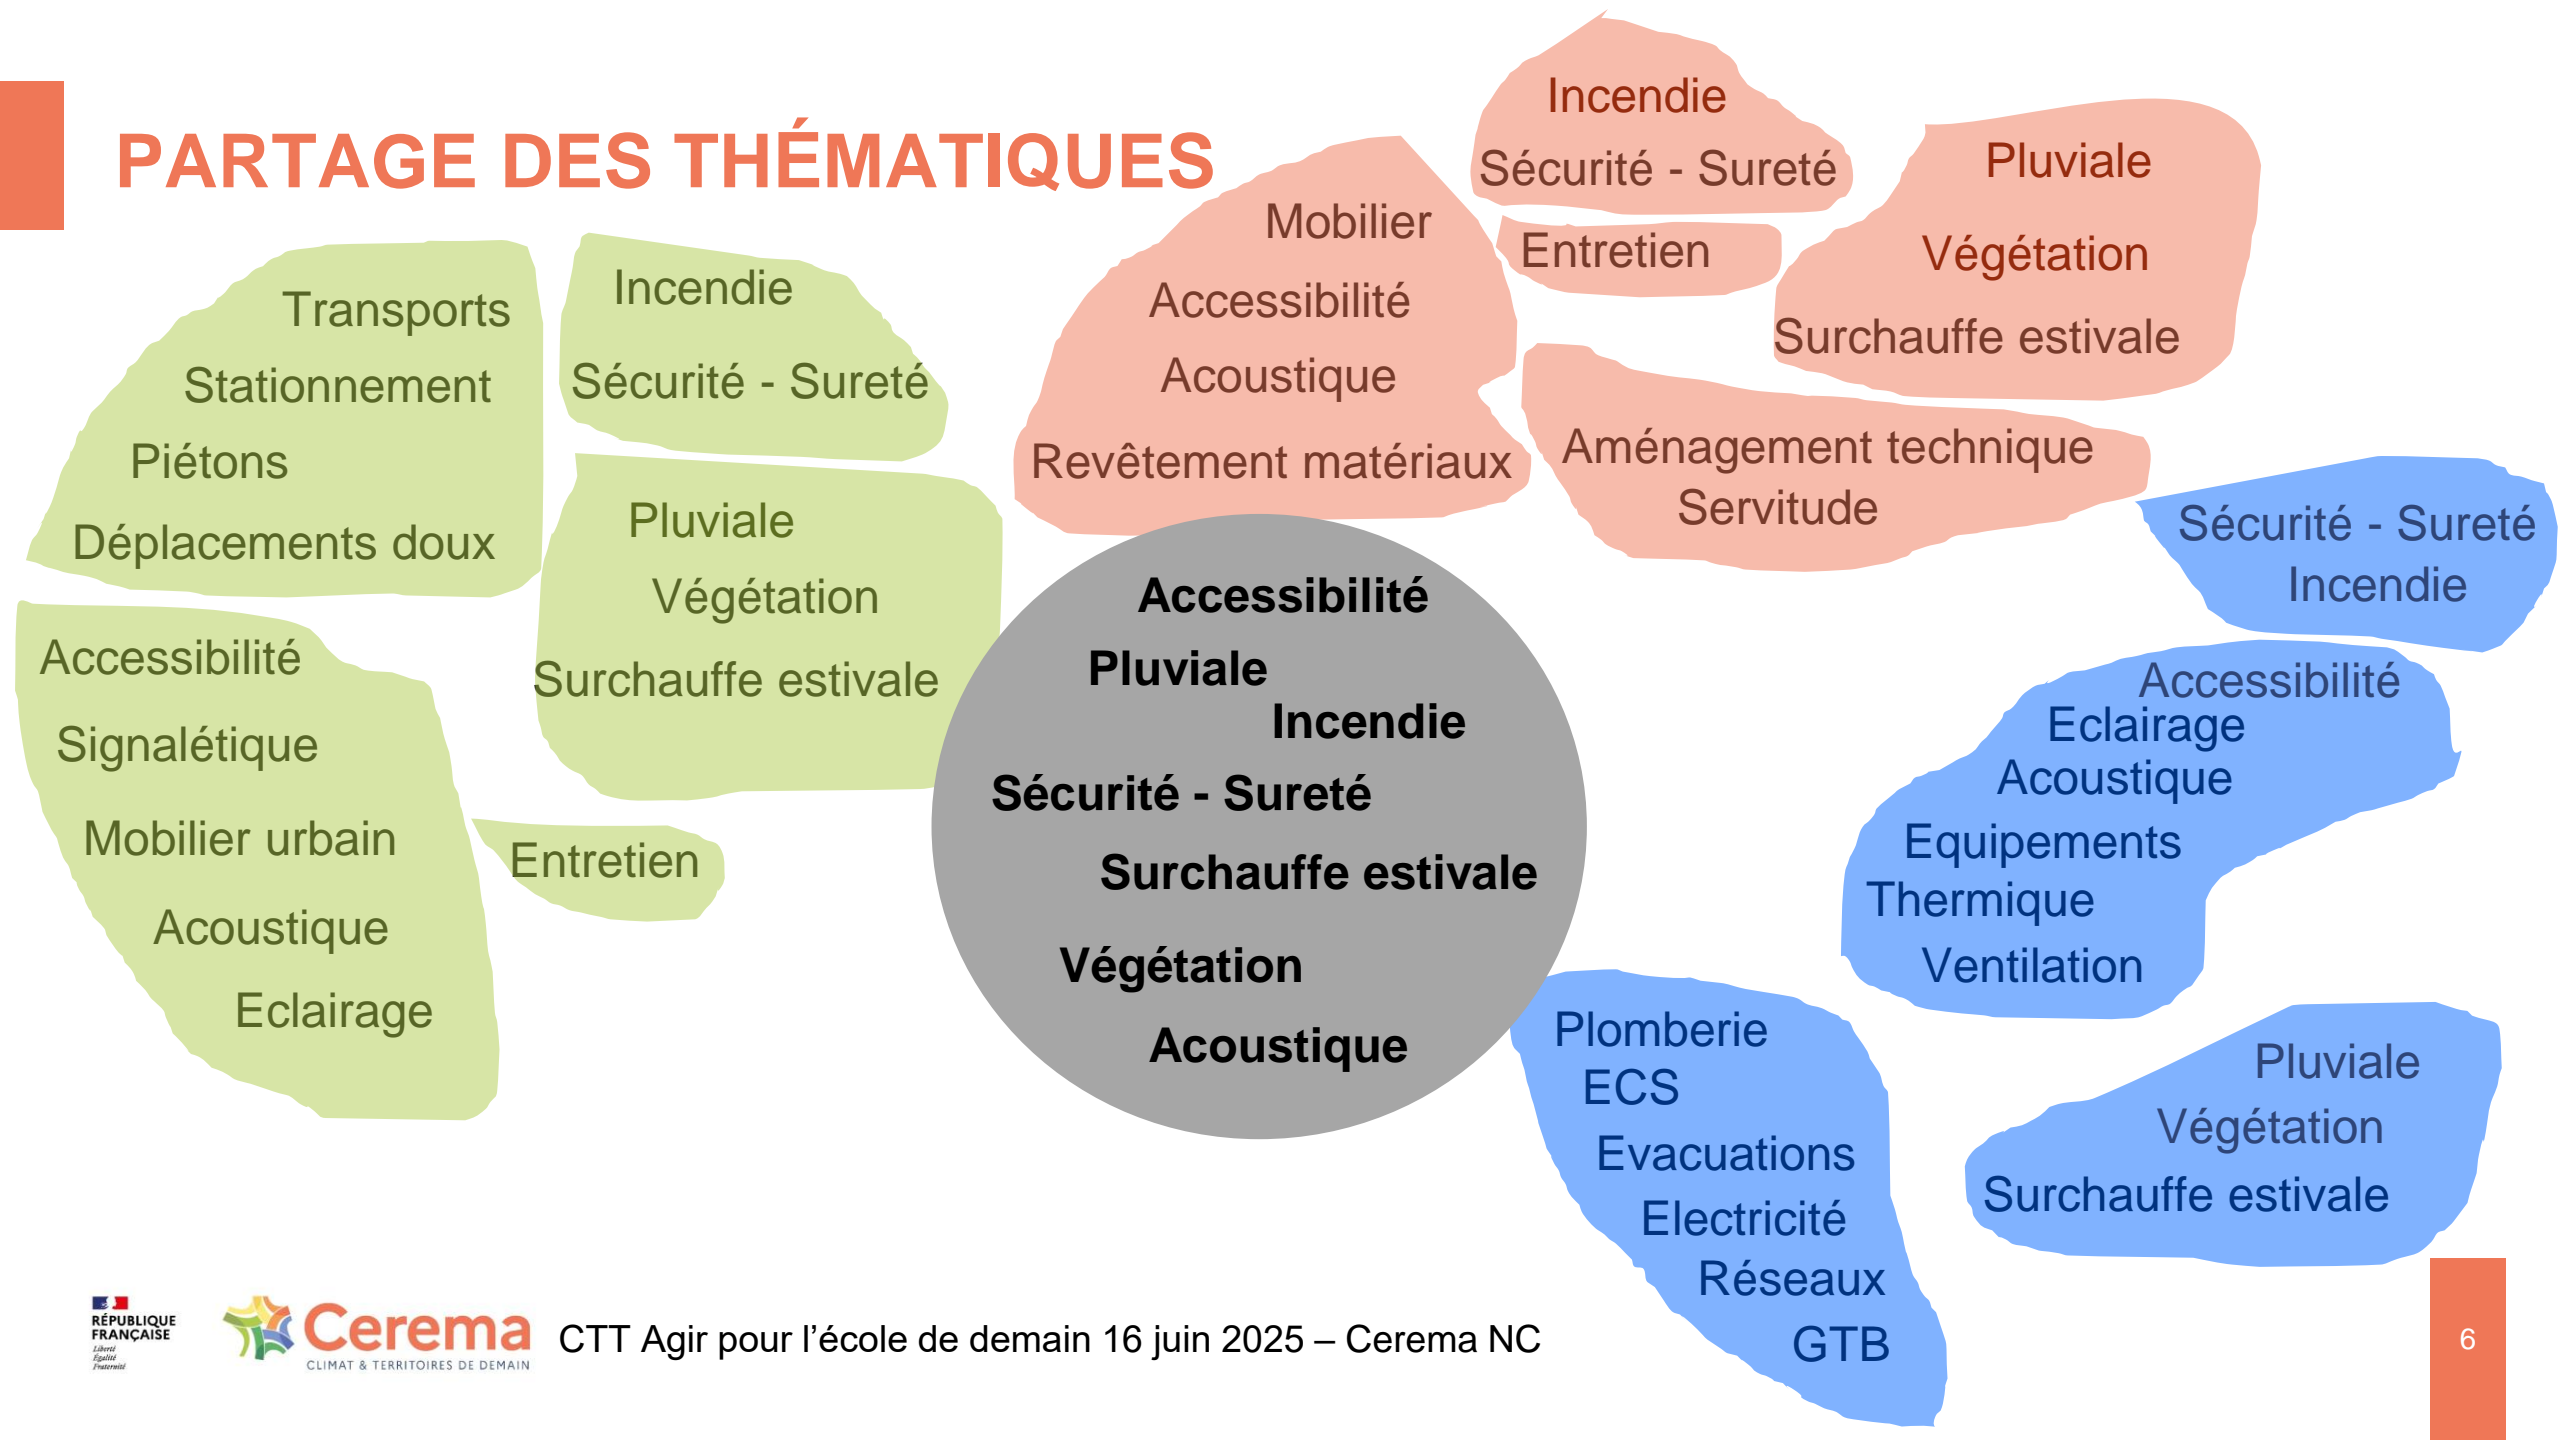 PARTAGE DES THÉMATIQUES
Transports
Stationnement
Piétons
Déplacements doux
Incendie
Sécurité - Sureté
Pluviale
Végétation
Surchauffe estivale
Accessibilité
Signalétique
Mobilier urbain
Acoustique
Eclairage
Entretien
Mobilier
Accessibilité
Acoustique
Revêtement matériaux
Incendie
Sécurité - Sureté
Entretien
Pluviale
Végétation
Surchauffe estivale
Aménagement technique
Servitude
Accessibilité
Pluviale
Incendie
Sécurité - Sureté
Surchauffe estivale
Végétation
Acoustique
Sécurité - Sureté
Incendie
Accessibilité
Eclairage
Acoustique
Equipements
Thermique
Ventilation
Plomberie
ECS
Evacuations
Electricité
Réseaux
GTB
Pluviale
Végétation
Surchauffe estivale
RÉPUBLIQUE
FRANÇAISE
Liberté
Égalité
Fraternité
Cerema
CLIMAT & TERRITOIRES DE DEMAIN
CTT Agir pour l’école de demain 16 juin 2025 – Cerema NC
6